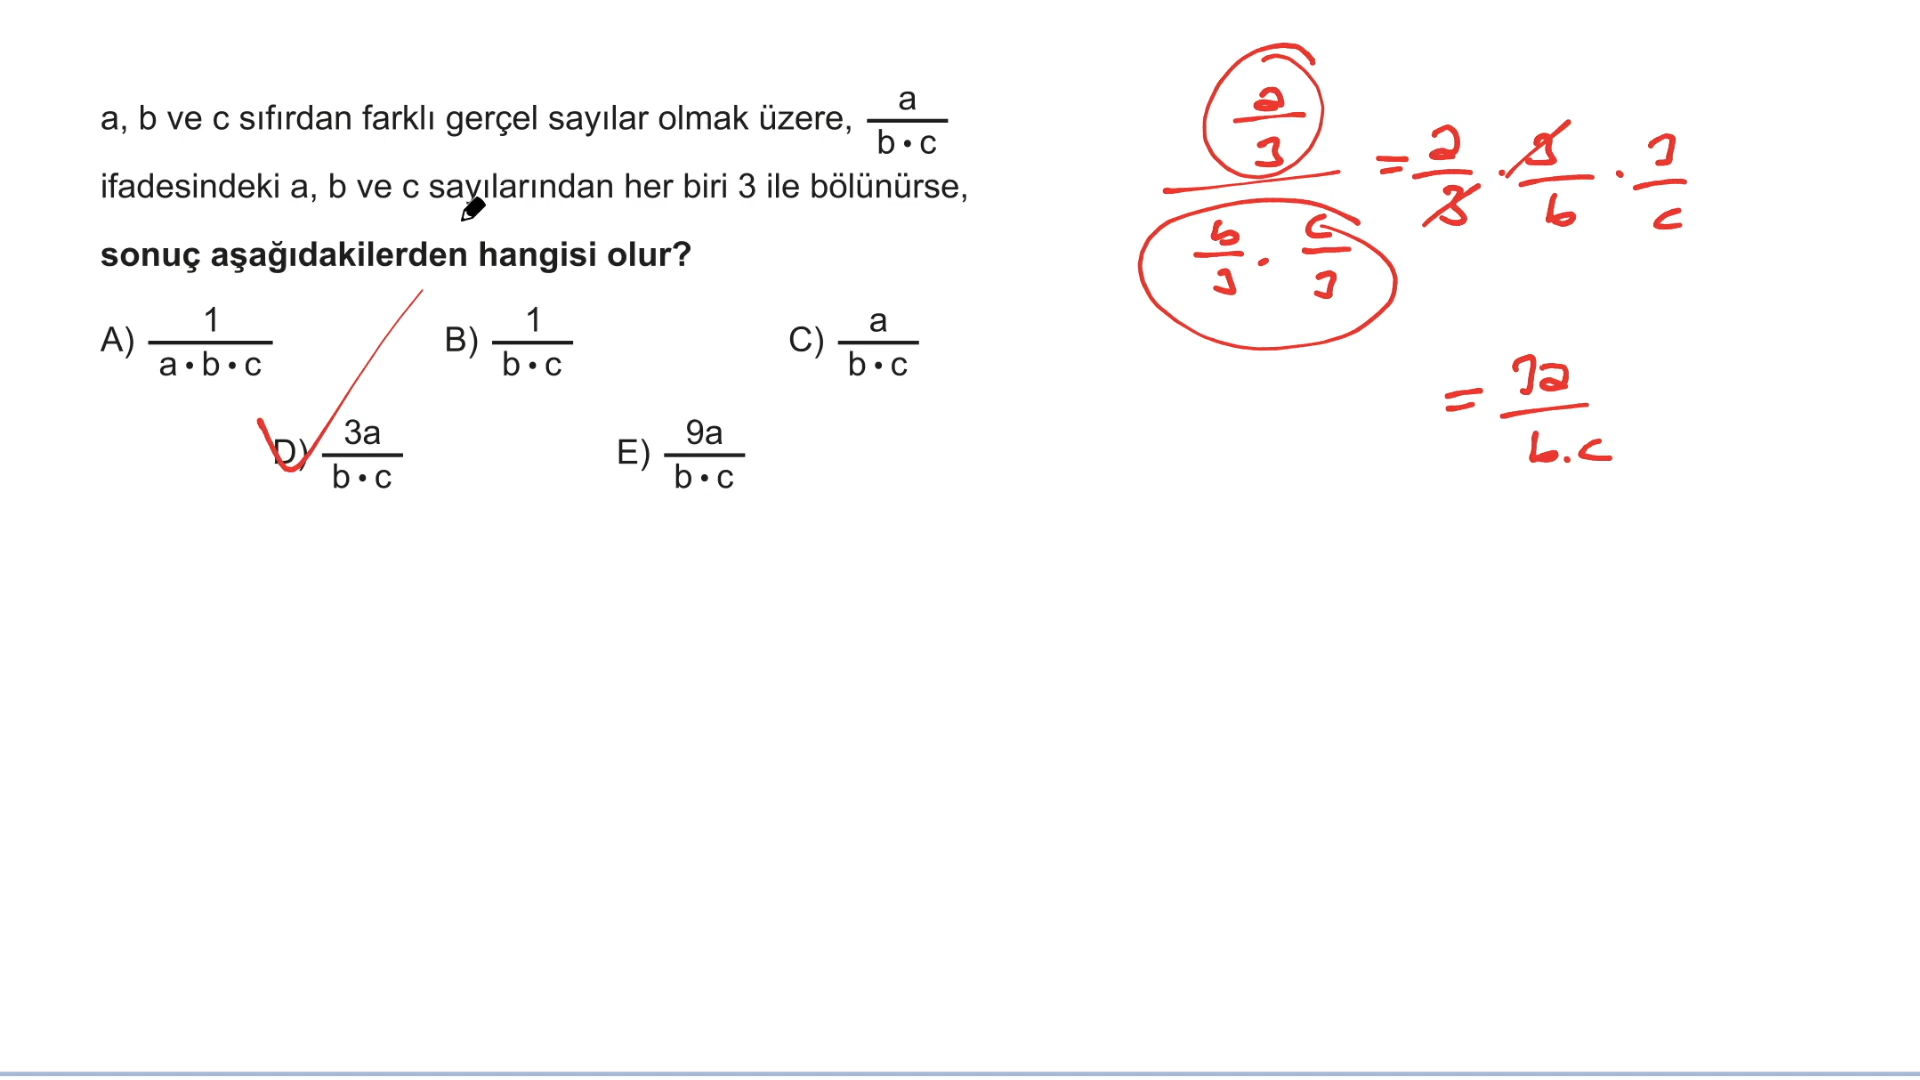 a, b ve c sıfırdan farklı gerçel sayılar olmak üzere, a / b • c
ifadesindeki a, b ve c sayılarından her biri 3 ile bölünürse,
sonuç aşağıdakilerden hangisi olur?
A) 1 / a • b • c B) 1 / b • c C) a / b • c
D) 3a / b • c E) 9a / b • c
a/3 / b/3 . c/3 = a/3 . 3/b . 3/c
= 3a / b.c